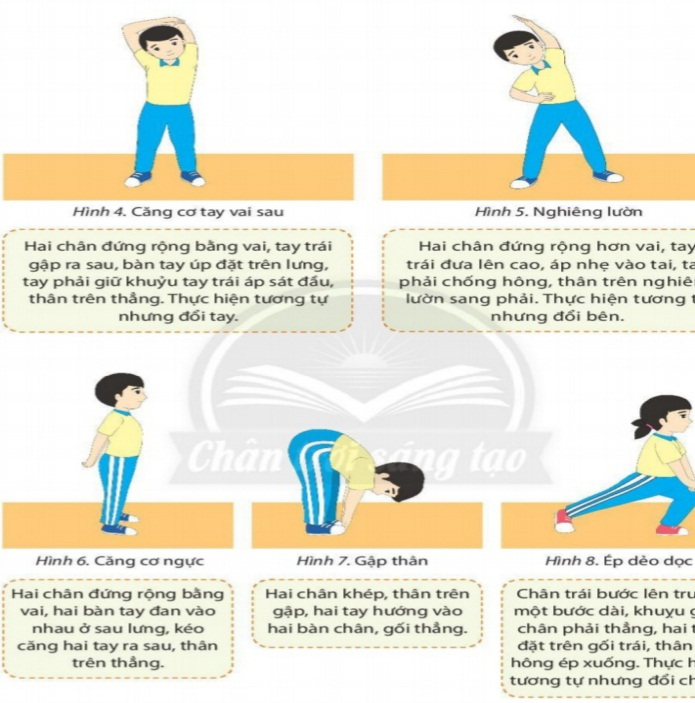 Hình 4. Căng cơ tay vai sau
Hai chân đứng rộng bằng vai, tay trái
gập ra sau, bàn tay úp đặt trên lưng,
tay phải giữ khuỷu tay trái áp sát đầu,
thân trên thẳng. Thực hiện tương tự
nhưng đổi tay.
Hình 5. Nghiêng lườn
Hai chân đứng rộng hơn vai, tay
trái đưa lên cao, áp nhẹ vào tai,
phải chống hông, thân trên
lườn sang phải. Thực hiện tương
nhưng đổi bên.
Chân
sáng tạo
Hình 6. Căng cơ ngực
Hai chân đứng rộng bằng
vai, hai bàn tay đan vào
nhau ở sau lưng, kéo
căng hai tay ra sau, thân
trên thẳng.
Hình 7. Gập thân
Hai chân khép, thân trên
gập, hai tay hướng vào
hai bàn chân, gối thẳng.
Hình 8. Ép dẻo dọc
Chân trái bước lên
một bước dài, khuỵu
chân phải thẳng, hai
đặt trên gối trái, thân
hông ép xuống. Thực
tương tự nhưng đổi